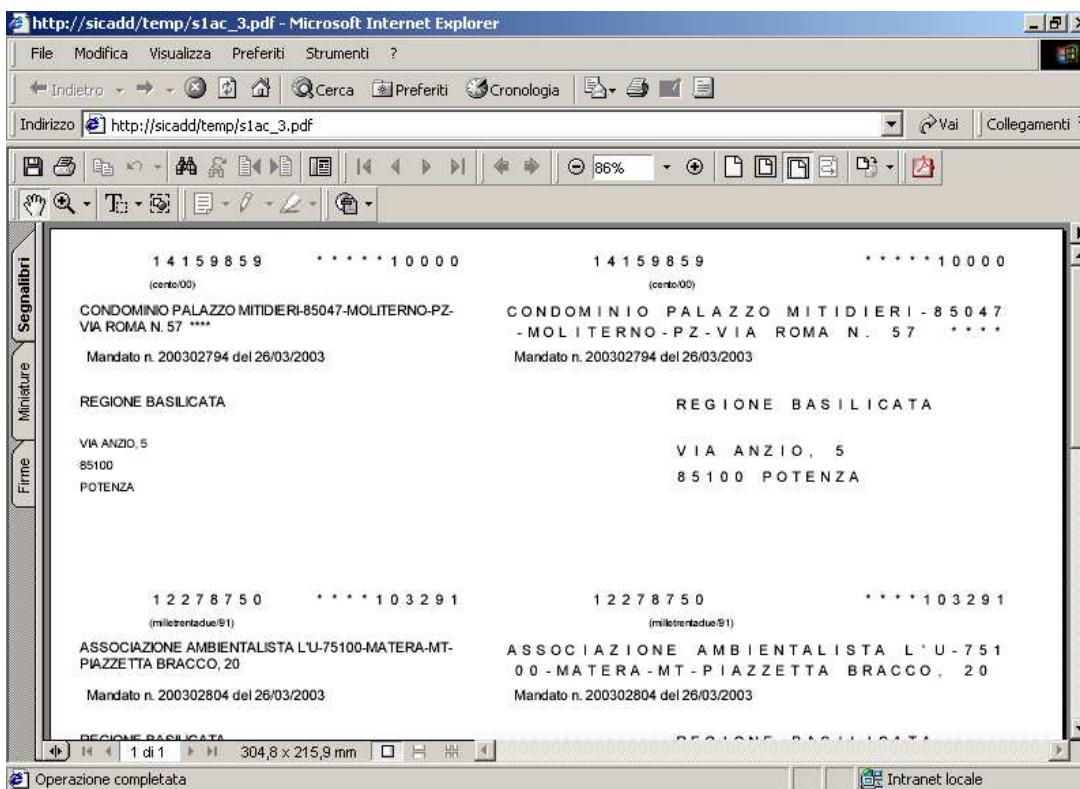 http://sicadd/temp/s1ac_3.pdf - Microsoft Internet Explorer
File Modifica Visualizza Preferiti Strumenti ?
Indietro Cerca Preferiti Cronologia
Indirizzo http://sicadd/temp/s1ac_3.pdf Vai Collegamenti
86%
Segnalibri
Miniature
Firme
14159859 *****10000 14159859 *****10000
(cento/00) (cento/00)
CONDOMINIO PALAZZO MITIDIERI-85047-MOLITERNO-PZ- CONDOMINIO PALAZZO MITIDIERI-85047
VIA ROMA N. 57 **** -MOLITERNO-PZ-VIA ROMA N. 57 ****
Mandato n. 200302794 del 26/03/2003 Mandato n. 200302794 del 26/03/2003
REGIONE BASILICATA REGIONE BASILICATA
VIA ANZIO, 5 VIA ANZIO, 5
85100 85100 POTENZA
POTENZA
12278750 ****103291 12278750 ****103291
(milletrentadue/91) (milletrentadue/91)
ASSOCIAZIONE AMBIENTALISTA L'U-75100-MATERA-MT- ASSOCIAZIONE AMBIENTALISTA L'U-751
PIAZZETTA BRACCO, 20 00-MATERA-MT-PIAZZETTA BRACCO, 20
Mandato n. 200302804 del 26/03/2003 Mandato n. 200302804 del 26/03/2003
REGIONE BASILICATA REGIONE BASILICATA
1 di 1 304,8 x 215,9 mm
Operazione completata Intranet locale